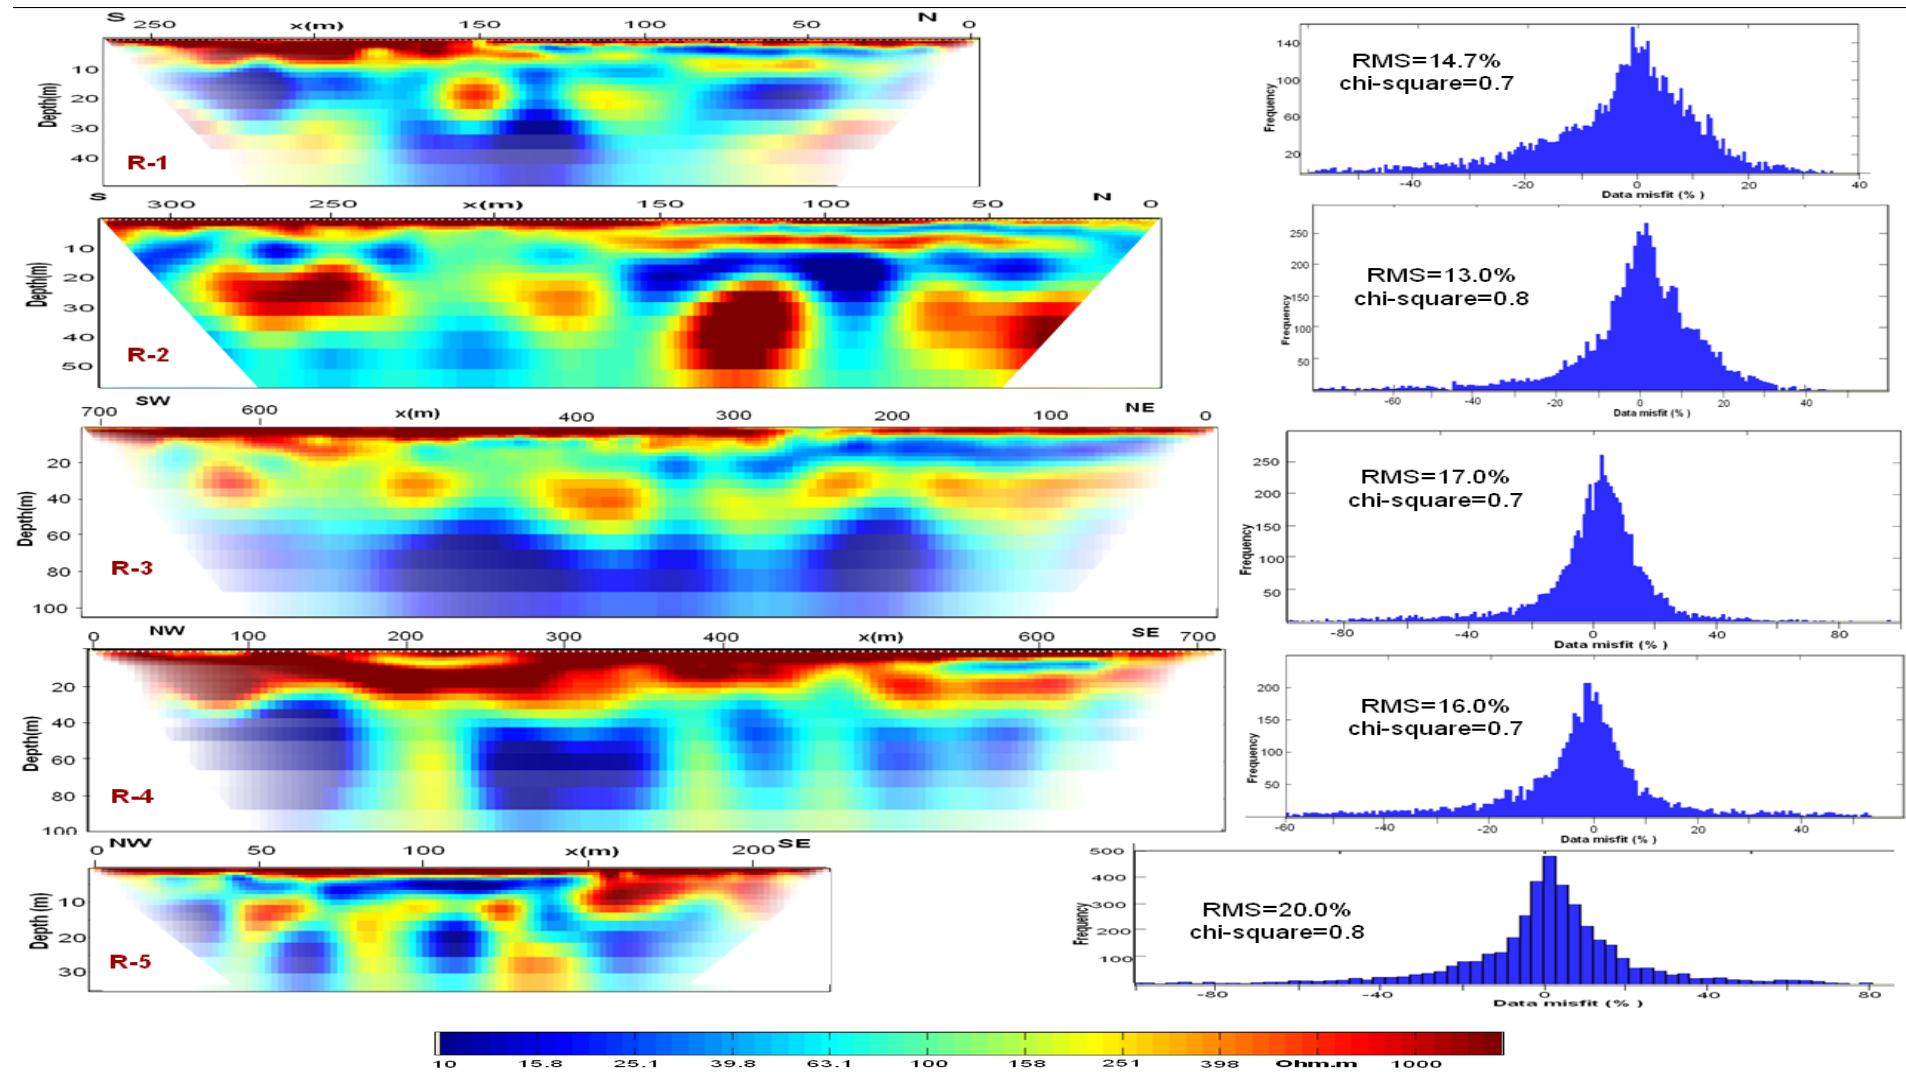 S 250 x(m) 150 100 50 N 0
Depth(m)
10
20
30
40
R-1
140
100
60
20
Frequency
RMS=14.7%
chi-square=0.7
-40 -20 0 20 40
Data misfit (% )
S 300 250 x(m) 150 100 50 N 0
Depth(m)
10
20
30
40
50
R-2
250
200
150
100
50
Frequency
RMS=13.0%
chi-square=0.8
-60 -40 -20 0 20 40
Data misfit (% )
700 SW 600 x(m) 400 300 200 100 NE 0
Depth(m)
20
40
60
80
100
R-3
250
200
150
100
50
Frequency
RMS=17.0%
chi-square=0.7
-80 -40 0 40 80
Data misfit (% )
0 NW 100 200 300 400 x(m) 600 SE 700
Depth(m)
20
40
60
80
100
R-4
200
150
100
50
Frequency
RMS=16.0%
chi-square=0.7
-60 -40 -20 0 20 40
Data misfit (% )
0 NW 50 100 x(m) 200 SE
Depth (m)
10
20
30
R-5
500
400
300
200
100
Frequency
RMS=20.0%
chi-square=0.8
-80 -40 0 40 80
Data misfit (% )
10 15.8 25.1 39.8 63.1 100 158 251 398 Ohm.m 1000